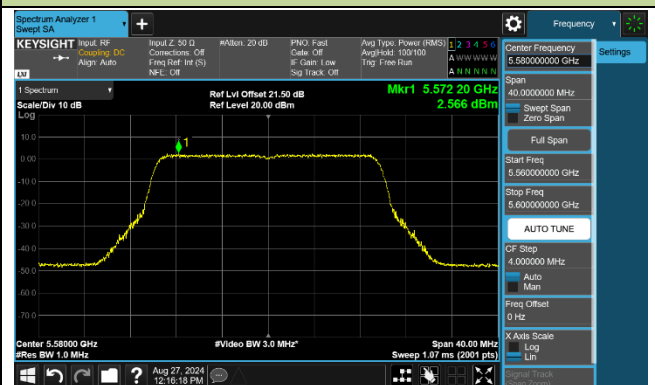 Spectrum Analyzer 1
Swept SA
+
Frequency
KEYSIGHT
Input: RF
Coupling: DC
Align: Auto
Input Z: 50 Ω
Corrections: Off
Freq Ref: Int (S)
NFE: Off
#Atten: 20 dB
PNO: Fast
Gate: Off
IF Gain: Low
Sig Track: Off
Avg Type: Power (RMS)
Avg|Hold: 100/100
Trig: Free Run
1 2 3 4 5 6
A W W W W W
A N N N N N
LXI
1 Spectrum
Scale/Div 10 dB
Log
Ref Lvl Offset 21.50 dB
Ref Level 20.00 dBm
Mkr1 5.572 20 GHz
2.566 dBm
1
10.0
0.00
-10.0
-20.0
-30.0
-40.0
-50.0
-60.0
-70.0
Center 5.58000 GHz
#Res BW 1.0 MHz
#Video BW 3.0 MHz*
Span 40.00 MHz
Sweep 1.07 ms (2001 pts)
Center Frequency
5.580000000 GHz
Settings
Span
40.0000000 MHz
Swept Span
Zero Span
Full Span
Start Freq
5.560000000 GHz
Stop Freq
5.600000000 GHz
AUTO TUNE
CF Step
4.000000 MHz
Auto
Man
Freq Offset
0 Hz
X Axis Scale
Log
Lin
Signal Track
?
Aug 27, 2024
12:16:18 PM